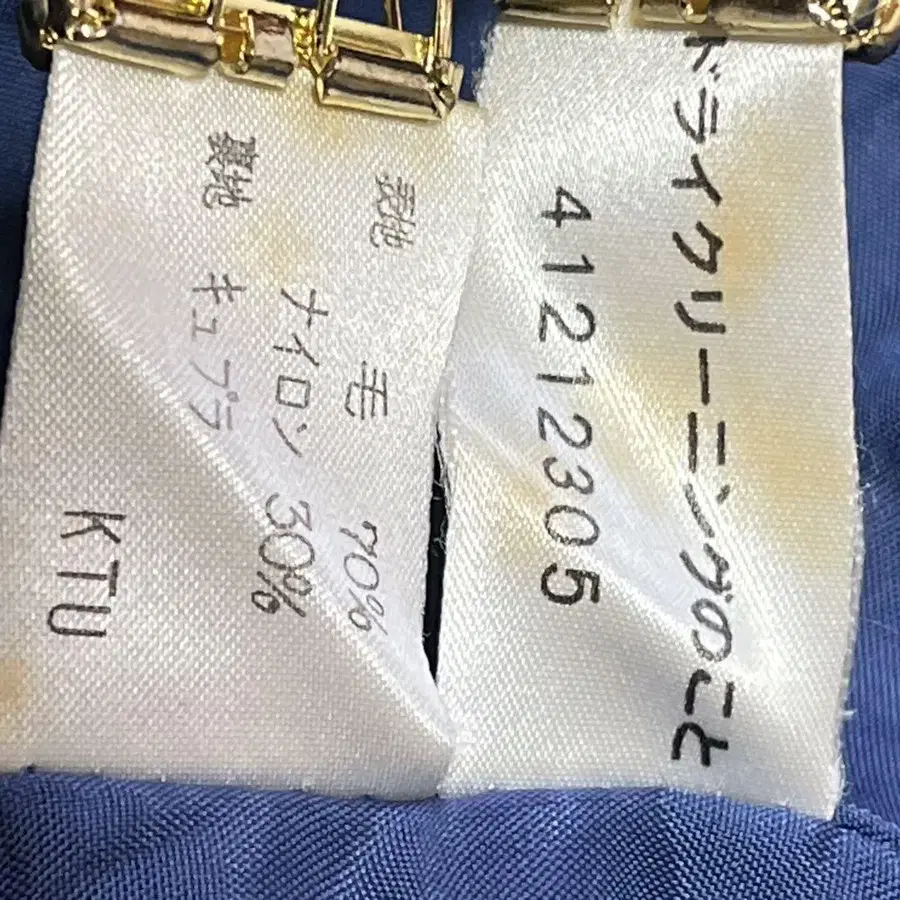 表地 毛 70%
ナイロン 30%
裏地 キュプラ
KTU
ドライクリーニングのこと
41212305